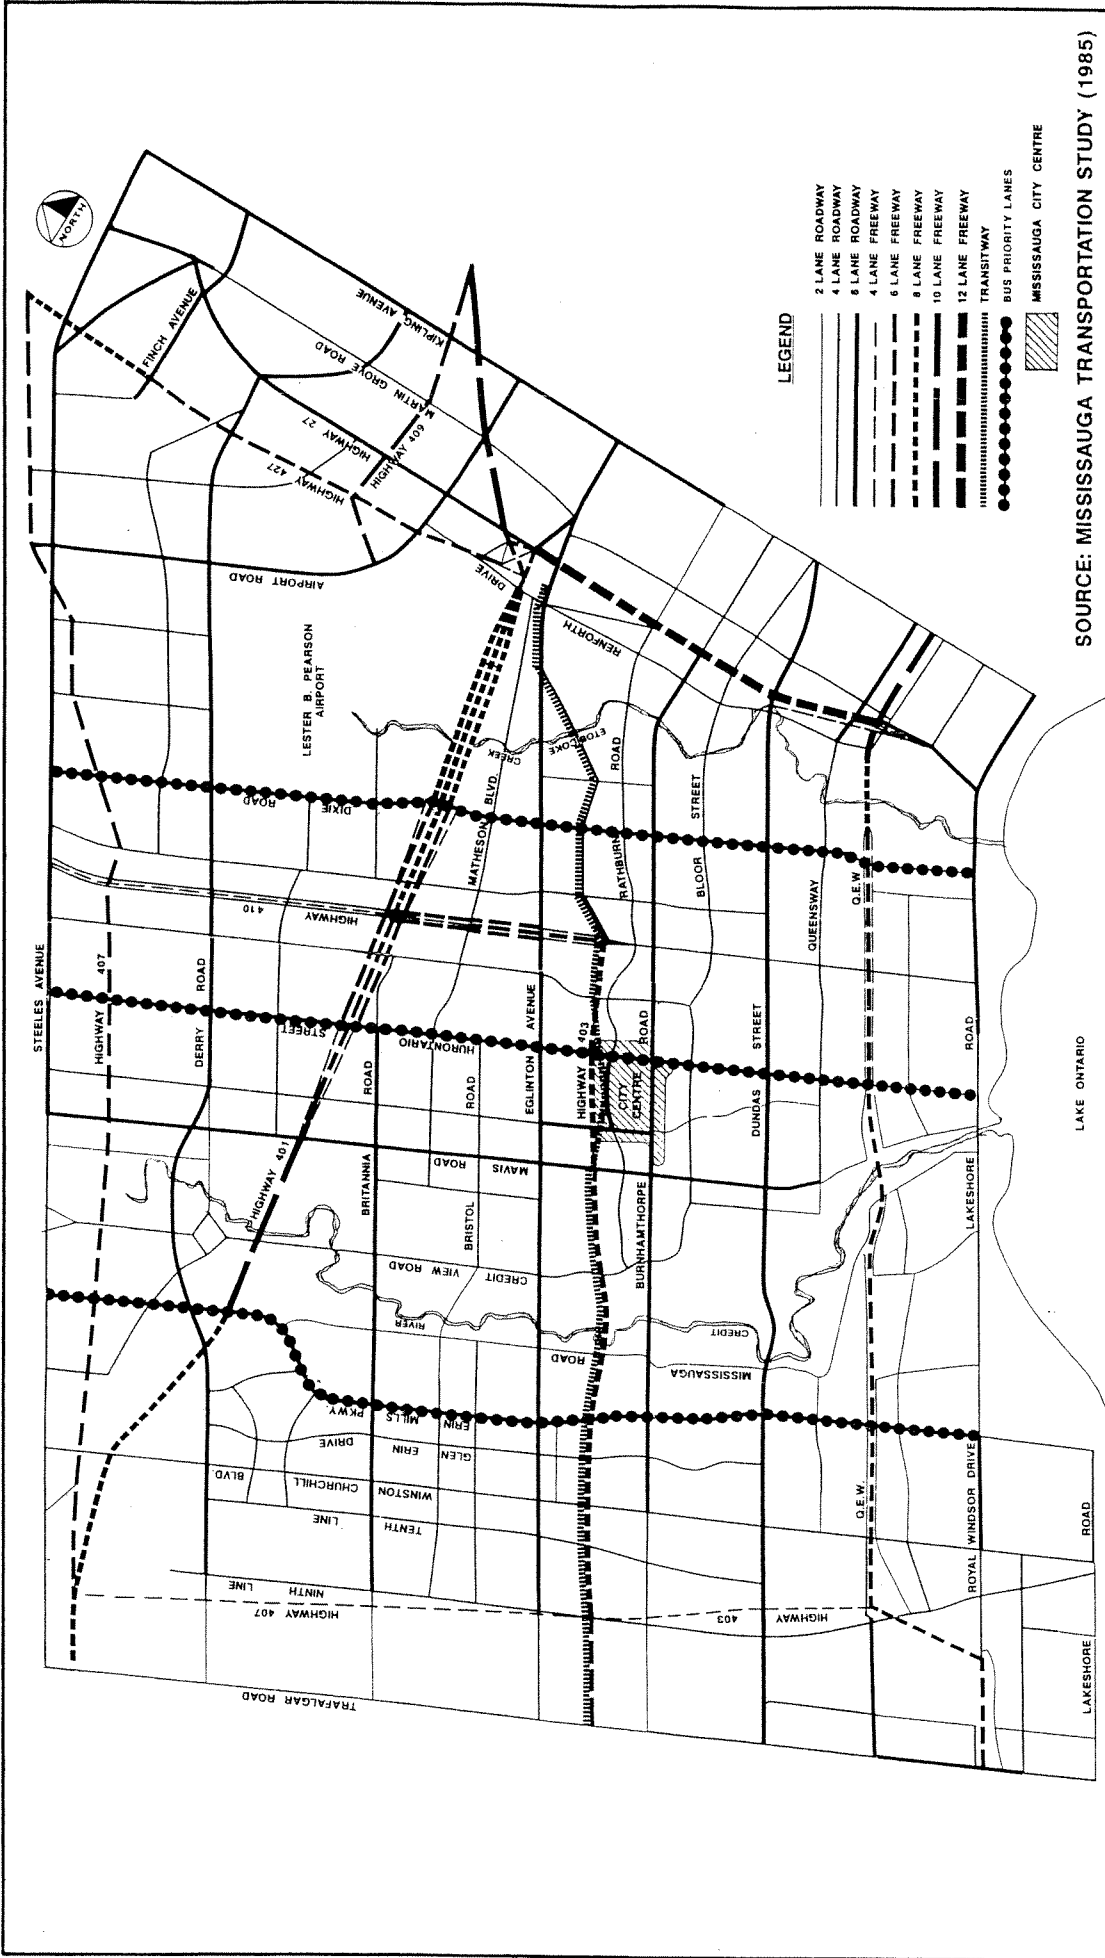 NORTH
STEELES AVENUE
HIGHWAY 407
DERRY ROAD
FINCH AVENUE
KIPLING AVENUE
MARTIN GROVE ROAD
HIGHWAY 27
HIGHWAY 409
HIGHWAY 427
AIRPORT ROAD
LESTER B. PEARSON
AIRPORT
DRIVE
RENFORTH
ETOBICOKE
CREEK
DIXIE ROAD
MATHESON BLVD.
RATHBURN ROAD
BLOOR STREET
HIGHWAY 410
HURONTARIO STREET
HIGHWAY 401
BRITANNIA ROAD
BRISTOL ROAD
MAVIS ROAD
EGLINTON AVENUE
HIGHWAY 403
CITY
CENTRE
BURNHAMTHORPE ROAD
DUNDAS STREET
QUEENSWAY
Q.E.W.
LAKESHORE ROAD
LAKE ONTARIO
CREDIT VIEW ROAD
CREDIT RIVER
MISSISSAUGA ROAD
ERIN MILLS PKWY.
GLEN ERIN DRIVE
WINSTON CHURCHILL BLVD.
TENTH LINE
NINTH LINE
HIGHWAY 407
HIGHWAY 403
Q.E.W.
ROYAL WINDSOR DRIVE
LAKESHORE ROAD
TRAFALGAR ROAD
LEGEND
2 LANE ROADWAY
4 LANE ROADWAY
6 LANE ROADWAY
4 LANE FREEWAY
6 LANE FREEWAY
8 LANE FREEWAY
10 LANE FREEWAY
12 LANE FREEWAY
TRANSITWAY
BUS PRIORITY LANES
MISSISSAUGA CITY CENTRE
SOURCE: MISSISSAUGA TRANSPORTATION STUDY (1985)